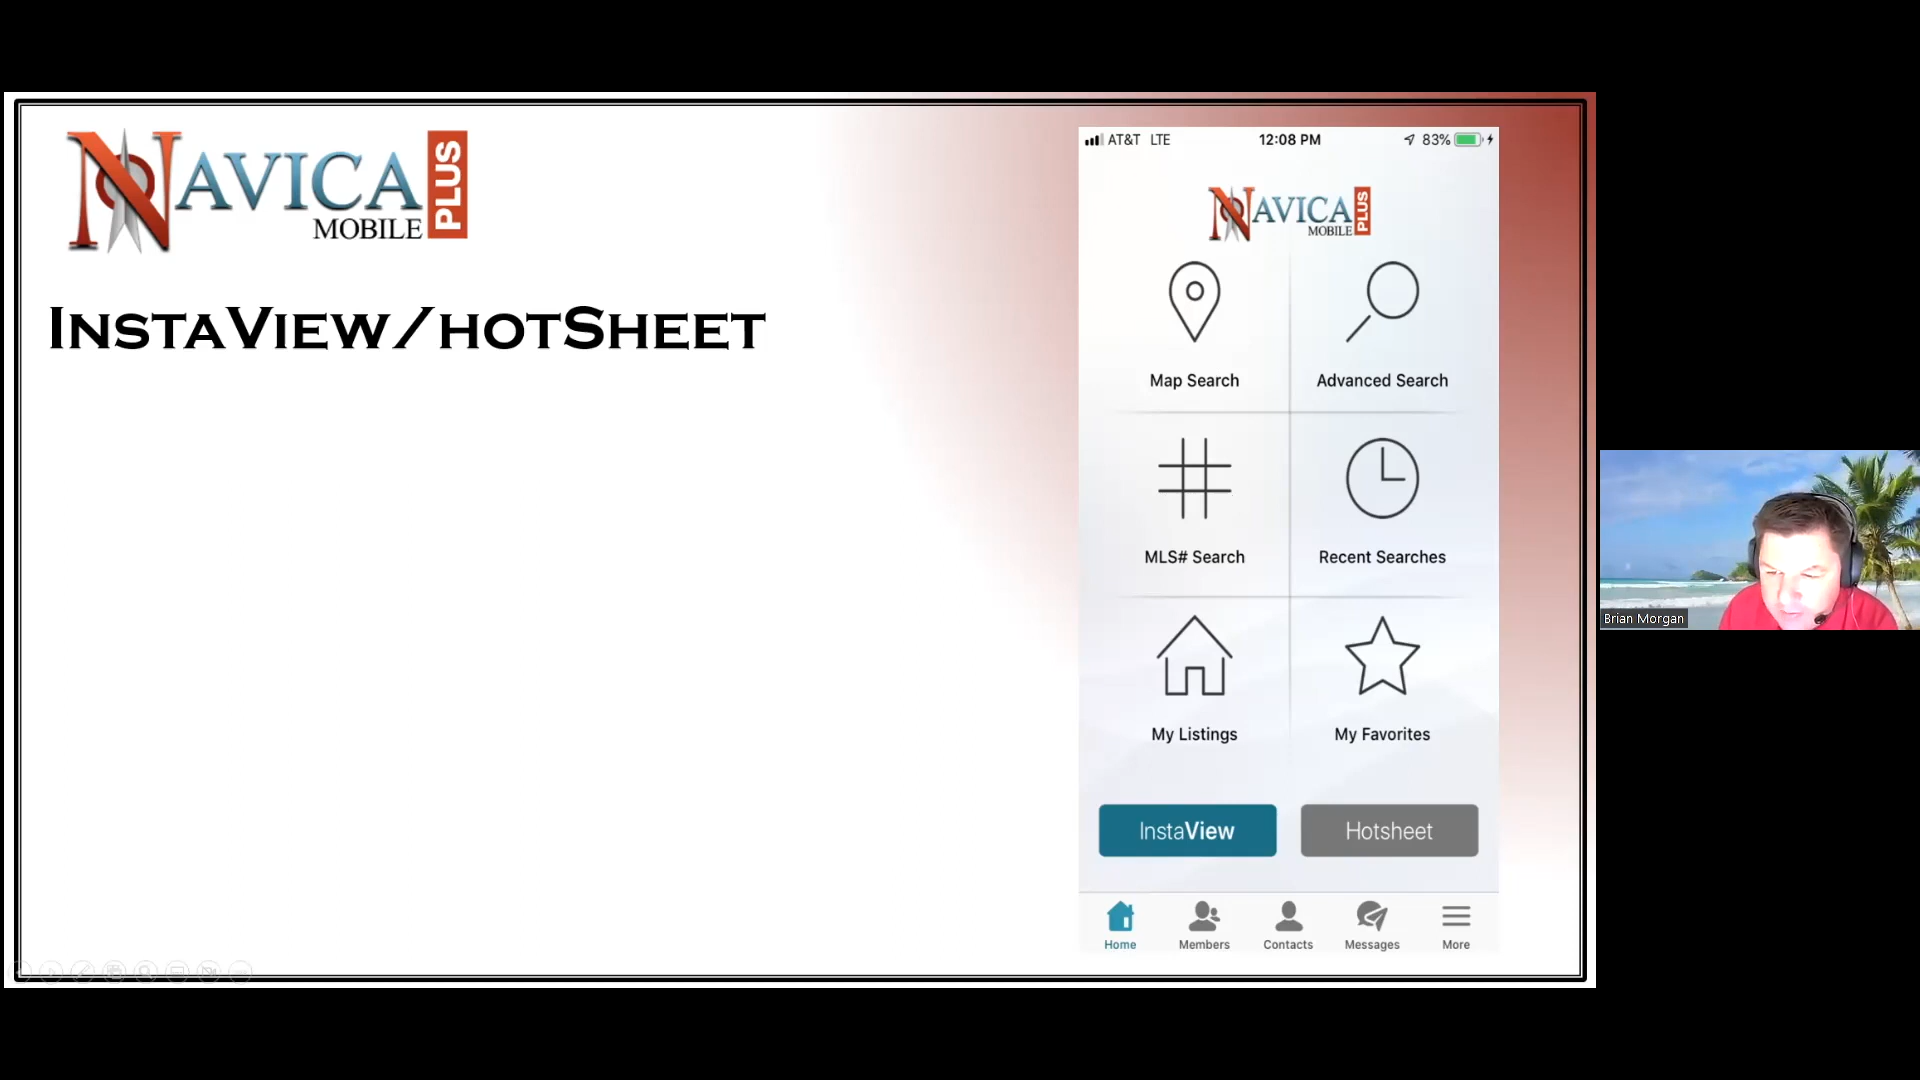 NAVICA
MOBILE
PLUS
InstaView/hotSheet
AT&T LTE
12:08 PM
83%
NAVICA
MOBILE
PLUS
Map Search
Advanced Search
MLS# Search
Recent Searches
My Listings
My Favorites
InstaView
Hotsheet
Home
Members
Contacts
Messages
More
Brian Morgan